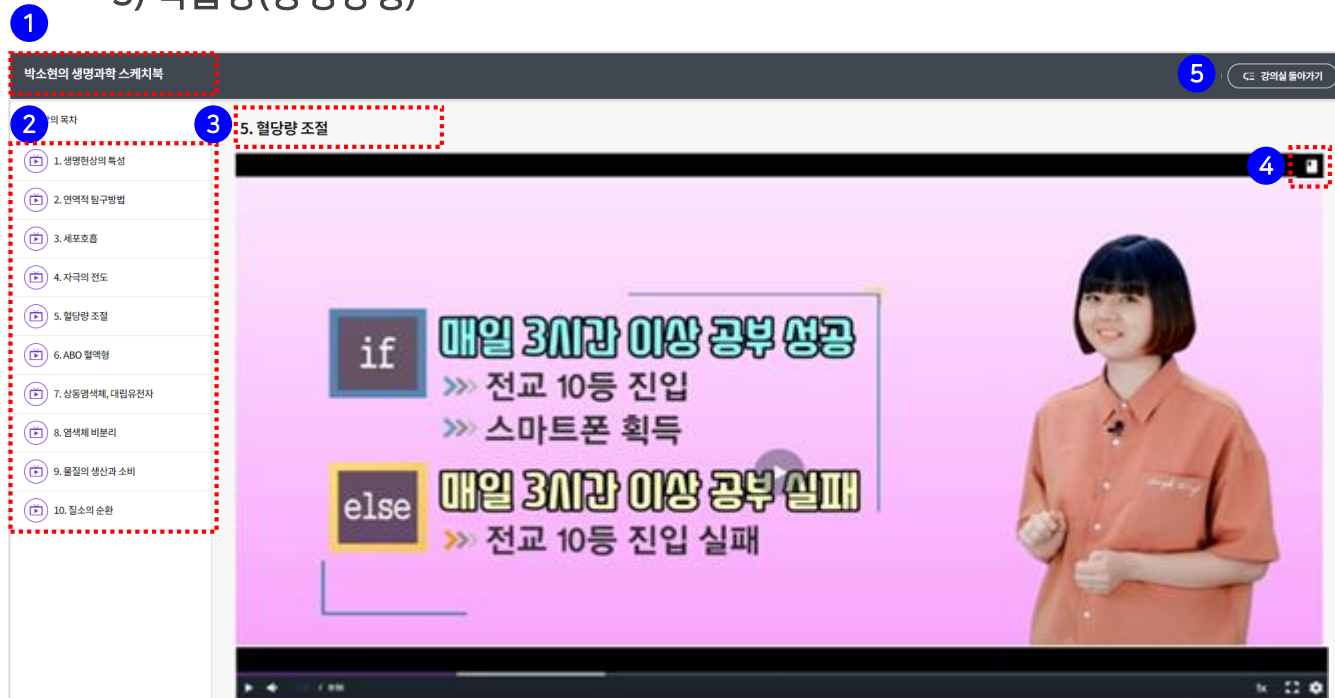 1
박소현의 생명과학 스케치북
5
강의실 돌아가기
2
의 목차
3
5. 혈당량 조절
4
1. 생명현상의 특성
2. 연역적 탐구방법
3. 세포호흡
4. 자극의 전도
5. 혈당량 조절
6. ABO 혈액형
7. 상동염색체, 대립유전자
8. 염색체 비분리
9. 물질의 생산과 소비
10. 질소의 순환
if
매일 3시간 이상 공부 성공
>>> 전교 10등 진입
>>> 스마트폰 획득
else
매일 3시간 이상 공부 실패
>>> 전교 10등 진입 실패
1x